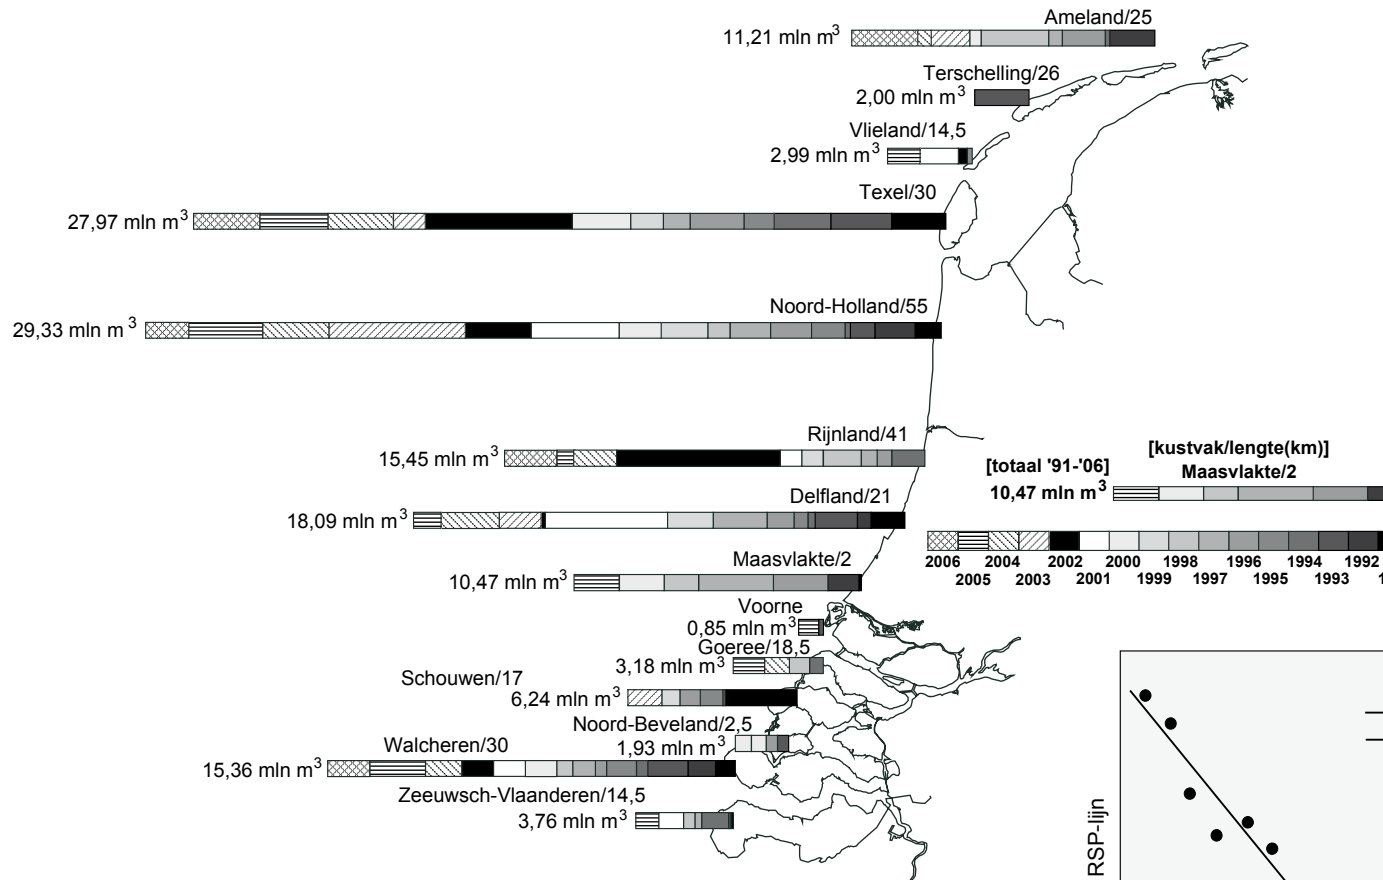 Ameland/25
11,21 mln m³
Terschelling/26
2,00 mln m³
Vlieland/14,5
2,99 mln m³
Texel/30
27,97 mln m³
Noord-Holland/55
29,33 mln m³
Rijnland/41
15,45 mln m³
[kustvak/lengte(km)]
[totaal '91-'06] Maasvlakte/2
10,47 mln m³
Delfland/21
18,09 mln m³
2006 2004 2002 2000 1998 1996 1994 1992
2005 2003 2001 1999 1997 1995 1993 1
Maasvlakte/2
10,47 mln m³
Voorne
0,85 mln m³
Goeree/18,5
3,18 mln m³
Schouwen/17
6,24 mln m³
Noord-Beveland/2,5
1,93 mln m³
Walcheren/30
15,36 mln m³
Zeeuwsch-Vlaanderen/14,5
3,76 mln m³
RSP-lijn